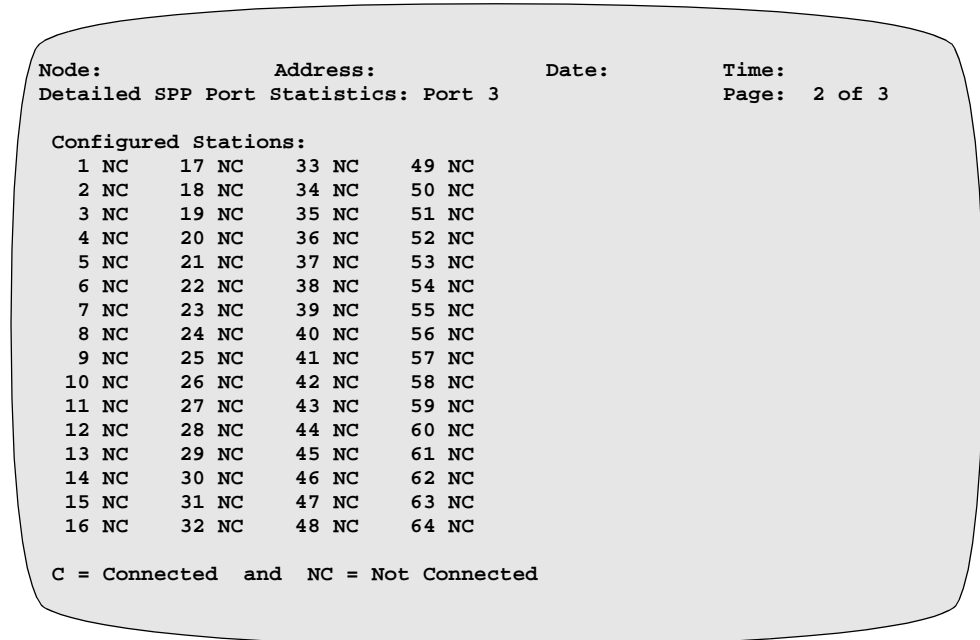 Node:                Address:                Date:          Time:
Detailed SPP Port Statistics: Port 3                        Page:  2 of 3
Configured Stations:
1 NC    17 NC    33 NC    49 NC
2 NC    18 NC    34 NC    50 NC
3 NC    19 NC    35 NC    51 NC
4 NC    20 NC    36 NC    52 NC
5 NC    21 NC    37 NC    53 NC
6 NC    22 NC    38 NC    54 NC
7 NC    23 NC    39 NC    55 NC
8 NC    24 NC    40 NC    56 NC
9 NC    25 NC    41 NC    57 NC
10 NC    26 NC    42 NC    58 NC
11 NC    27 NC    43 NC    59 NC
12 NC    28 NC    44 NC    60 NC
13 NC    29 NC    45 NC    61 NC
14 NC    30 NC    46 NC    62 NC
15 NC    31 NC    47 NC    63 NC
16 NC    32 NC    48 NC    64 NC
C = Connected  and  NC = Not Connected